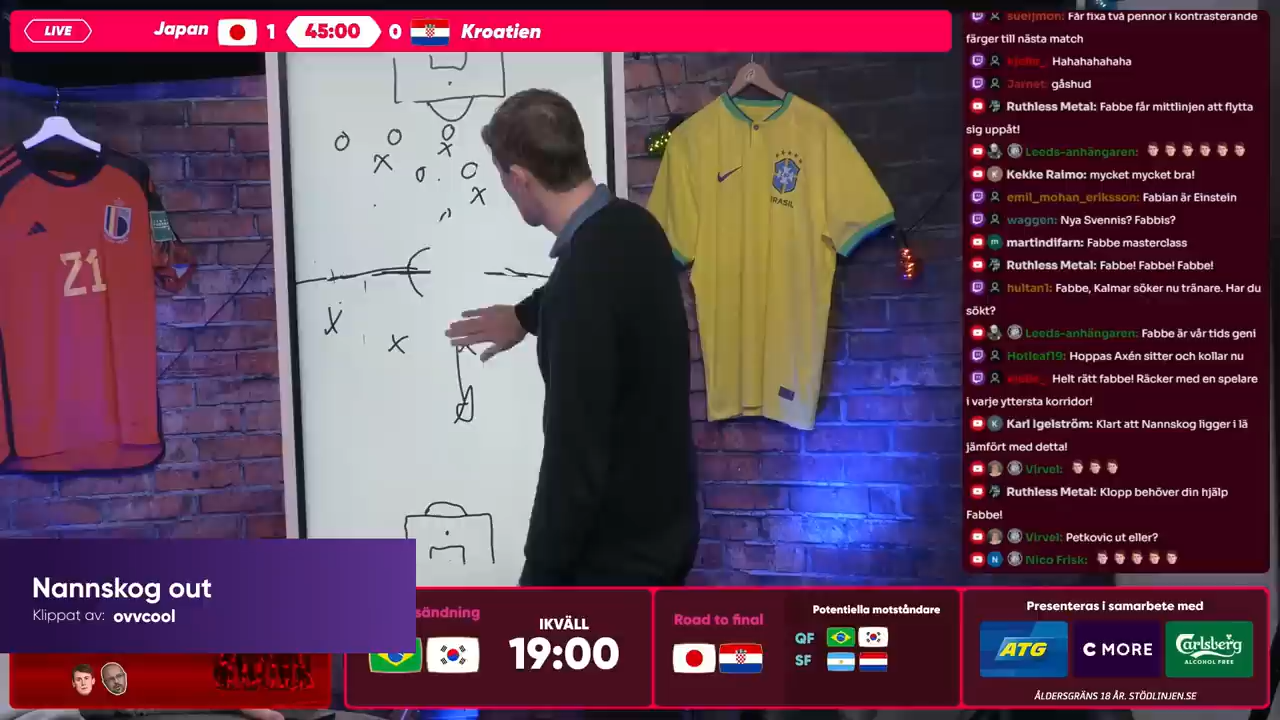 LIVE
Japan 1 45:00 0 Kroatien
sueijmon: Får fixa två pennor i kontrasterande
färger till nästa match
Hahahahahaha
Jarnet: gåshud
Ruthless Metal: Fabbe får mittlinjen att flytta
sig uppåt!
Leeds-anhängaren:
Kekke Raimo: mycket mycket bra!
emil_mohan_eriksson: Fabian är Einstein
waggen: Nya Svennis? Fabbis?
martindifarn: Fabbe masterclass
Ruthless Metal: Fabbe! Fabbe! Fabbe!
hultan1: Fabbe, Kalmar söker nu tränare. Har du
sökt?
Leeds-anhängaren: Fabbe är vår tids geni
Hotleaf19: Hoppas Axén sitter och kollar nu
Helt rätt fabbe! Räcker med en spelare
i varje yttersta korridor!
Karl Igelström: Klart att Nannskog ligger i lä
jämfört med detta!
Virvel:
Ruthless Metal: Klopp behöver din hjälp
Fabbe!
Virvel: Petkovic ut eller?
Nico Frisk:
21
BRASIL
Nannskog out
Klippat av: ovvcool
sändning
IKVÄLL
19:00
Road to final
Potentiella motståndare
QF
SF
Presenteras i samarbete med
ATG
C MORE
Carlsberg
ALCOHOL FREE
ÅLDERSGRÄNS 18 ÅR. STÖDLINJEN.SE